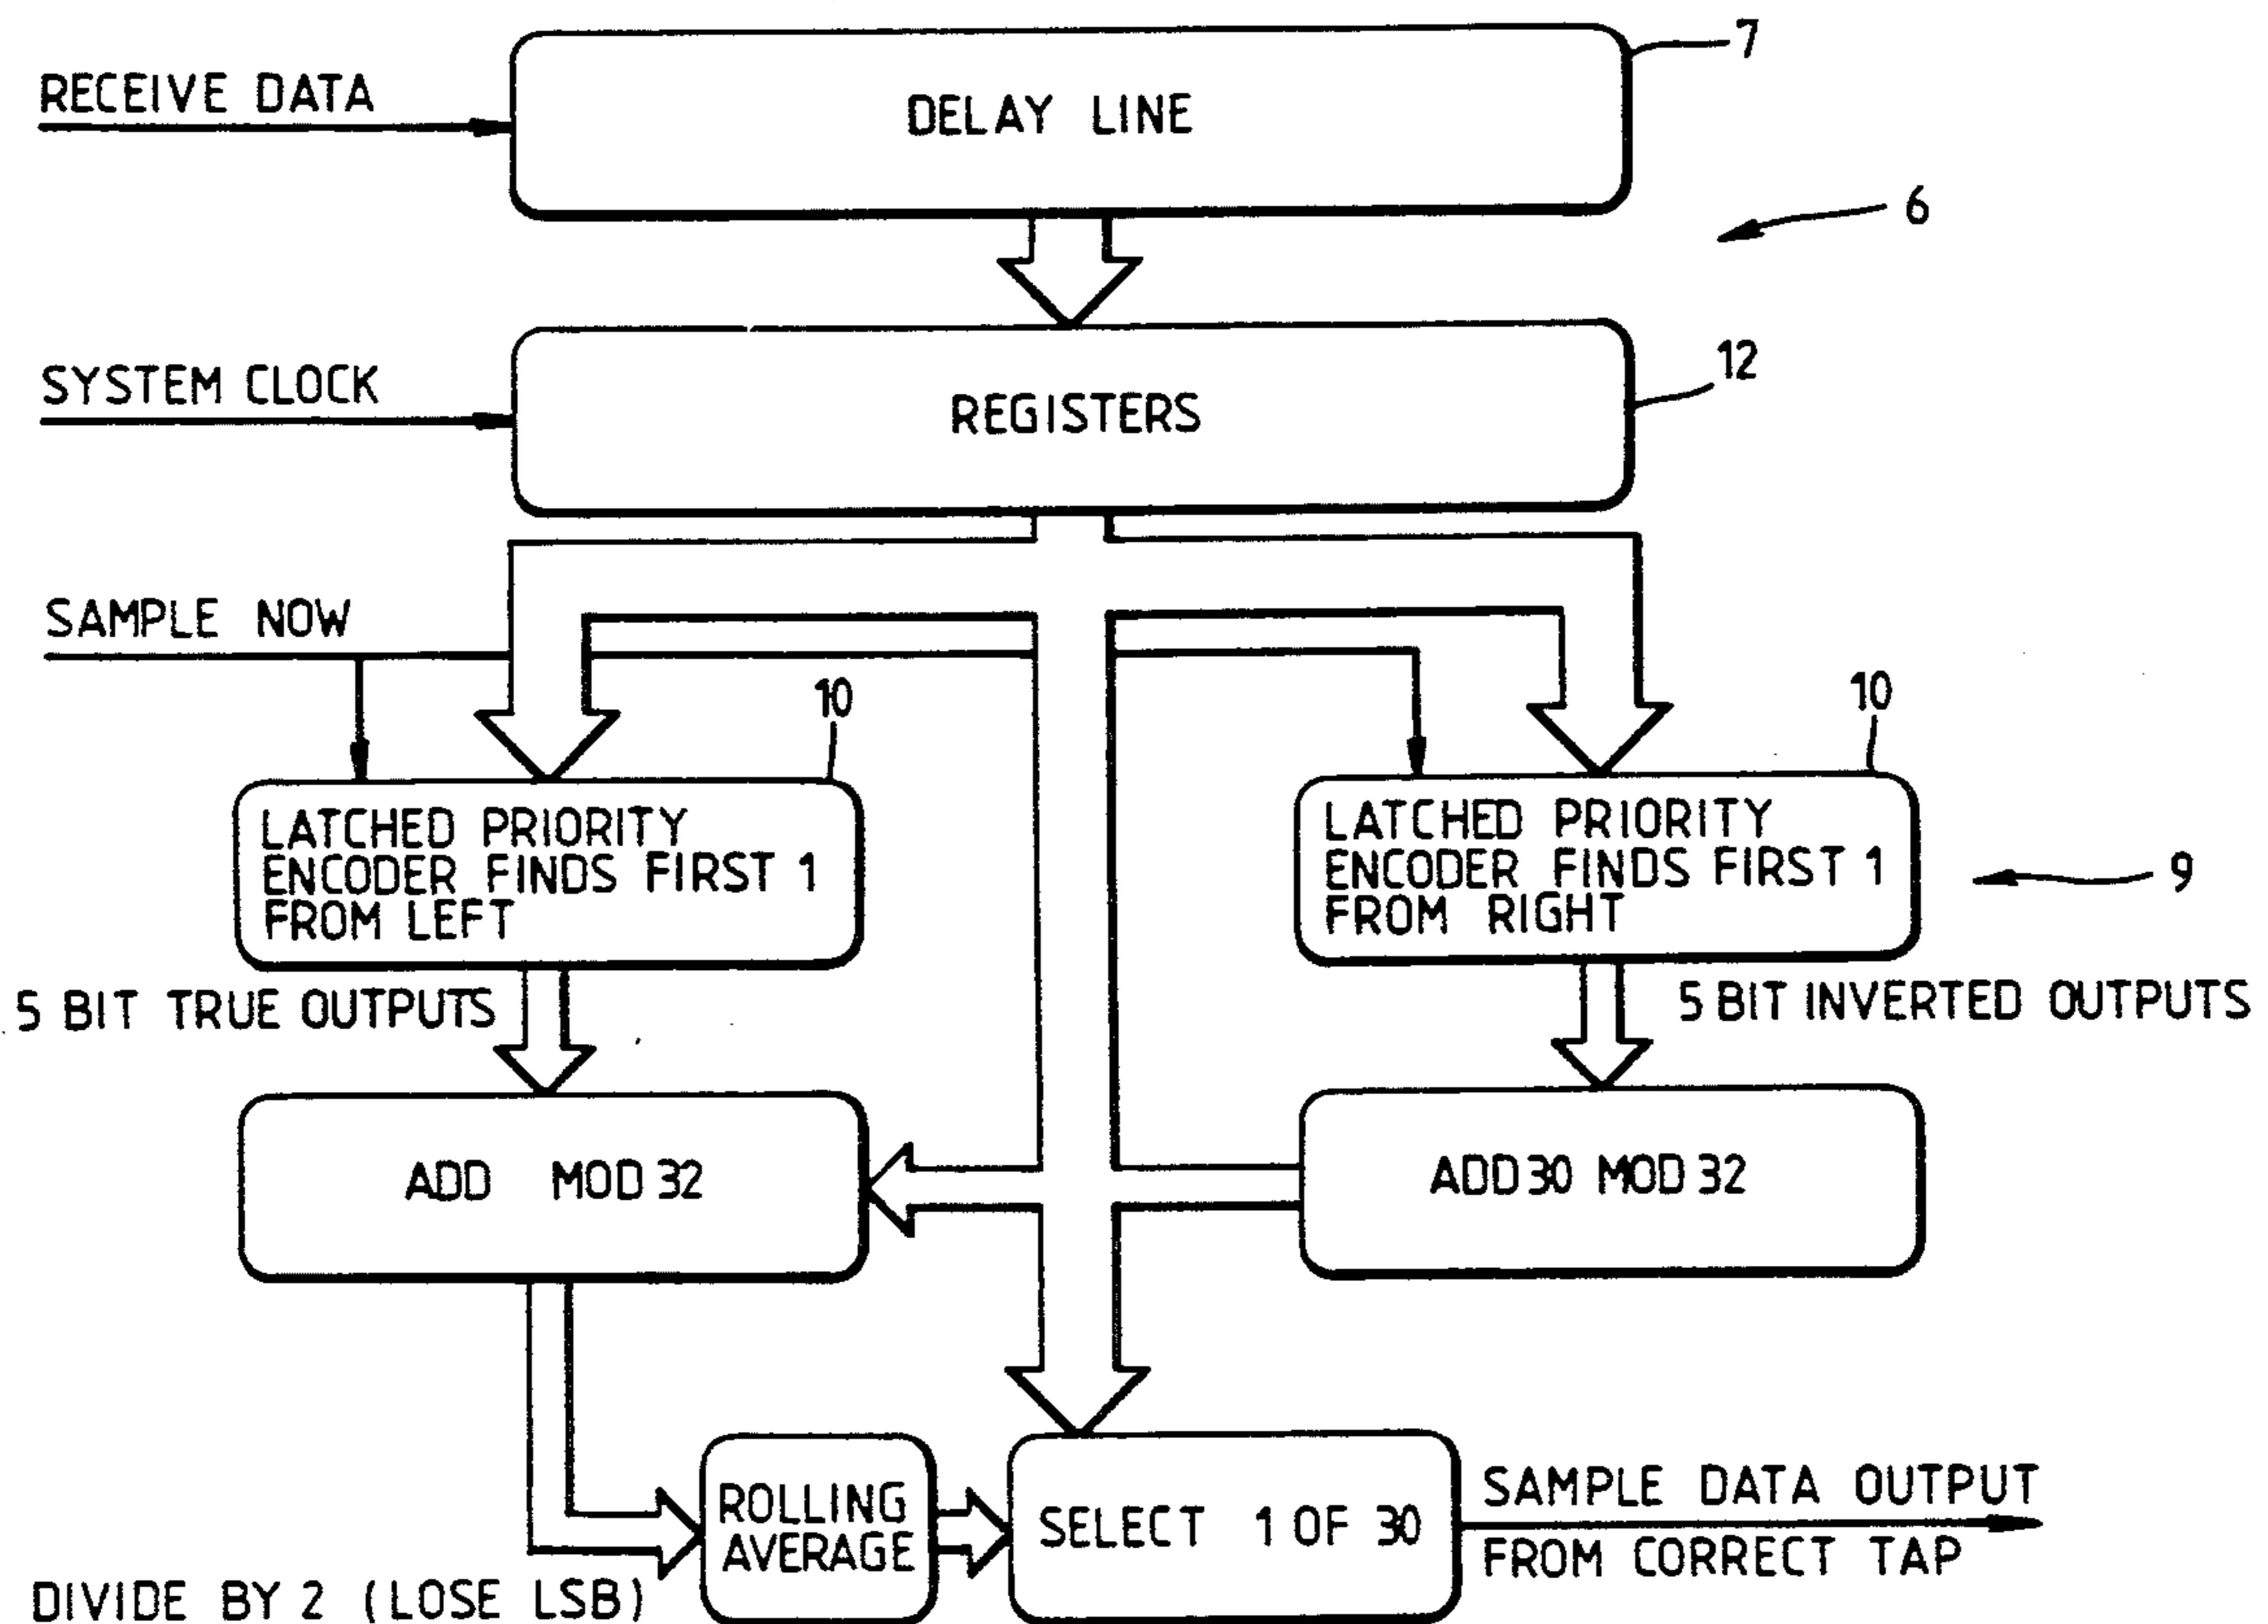 7
RECEIVE DATA
DELAY LINE
6
SYSTEM CLOCK
12
REGISTERS
SAMPLE NOW
10
10
LATCHED PRIORITY
ENCODER FINDS FIRST 1
FROM LEFT
LATCHED PRIORITY
ENCODER FINDS FIRST 1
FROM RIGHT
9
5 BIT TRUE OUTPUTS
5 BIT INVERTED OUTPUTS
ADD MOD 32
ADD 30 MOD 32
ROLLING
AVERAGE
SELECT 1 OF 30
SAMPLE DATA OUTPUT
FROM CORRECT TAP
DIVIDE BY 2 (LOSE LSB)